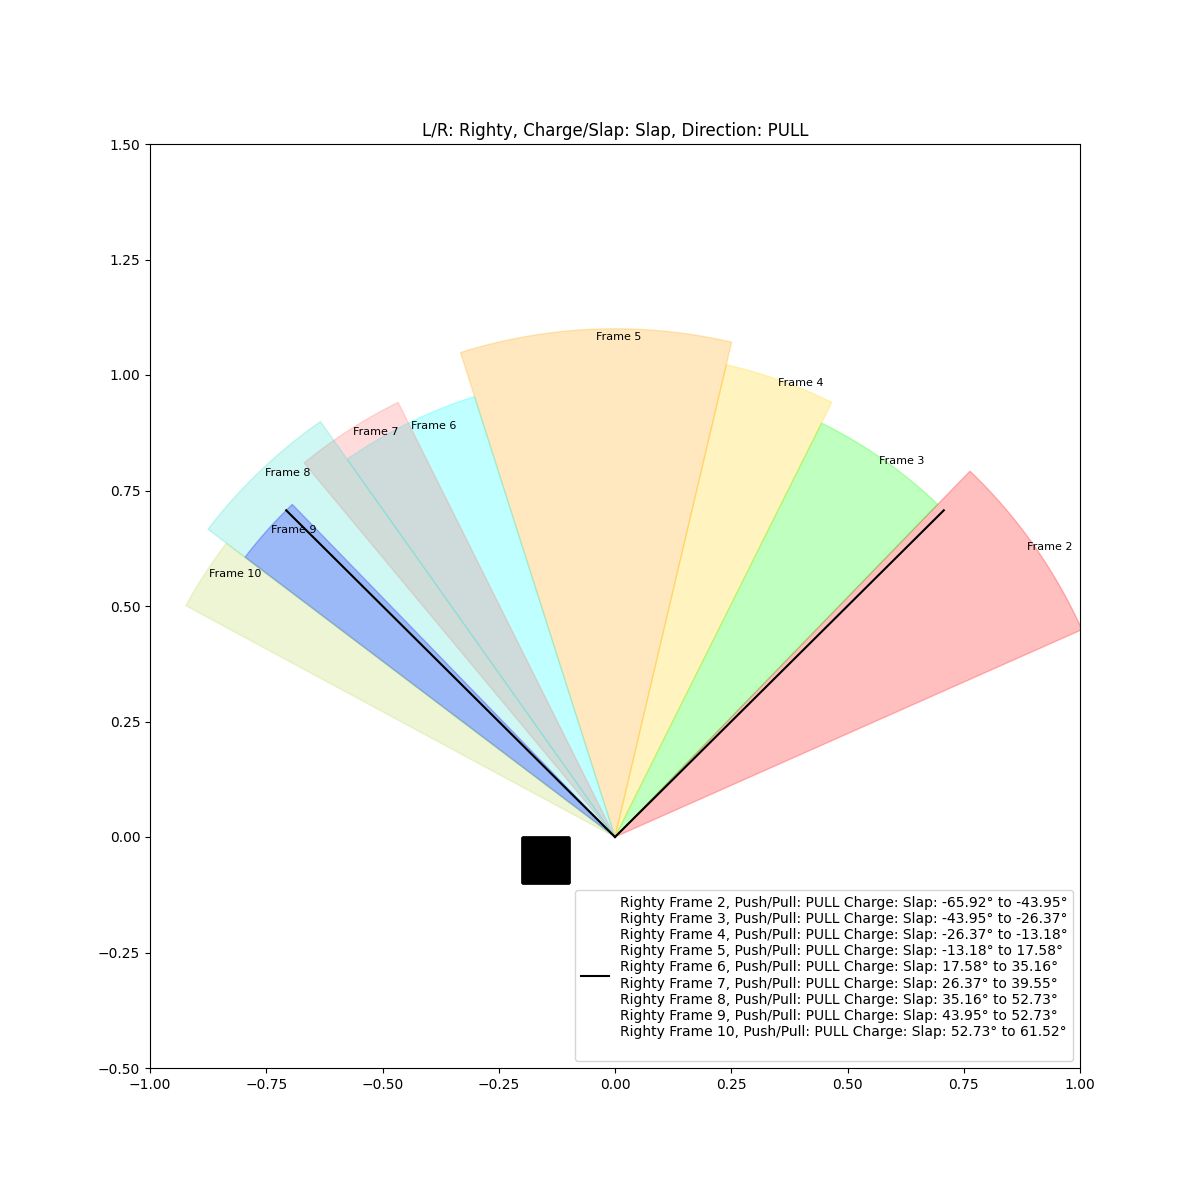 L/R: Righty, Charge/Slap: Slap, Direction: PULL
1.50
1.25
1.00
0.75
0.50
0.25
0.00
−0.25
−0.50
Frame 5
Frame 4
Frame 6
Frame 7
Frame 3
Frame 8
Frame 9
Frame 2
Frame 10
Righty Frame 2, Push/Pull: PULL Charge: Slap: -65.92° to -43.95°
Righty Frame 3, Push/Pull: PULL Charge: Slap: -43.95° to -26.37°
Righty Frame 4, Push/Pull: PULL Charge: Slap: -26.37° to -13.18°
Righty Frame 5, Push/Pull: PULL Charge: Slap: -13.18° to 17.58°
Righty Frame 6, Push/Pull: PULL Charge: Slap: 17.58° to 35.16°
Righty Frame 7, Push/Pull: PULL Charge: Slap: 26.37° to 39.55°
Righty Frame 8, Push/Pull: PULL Charge: Slap: 35.16° to 52.73°
Righty Frame 9, Push/Pull: PULL Charge: Slap: 43.95° to 52.73°
Righty Frame 10, Push/Pull: PULL Charge: Slap: 52.73° to 61.52°
−1.00 −0.75 −0.50 −0.25 0.00 0.25 0.50 0.75 1.00